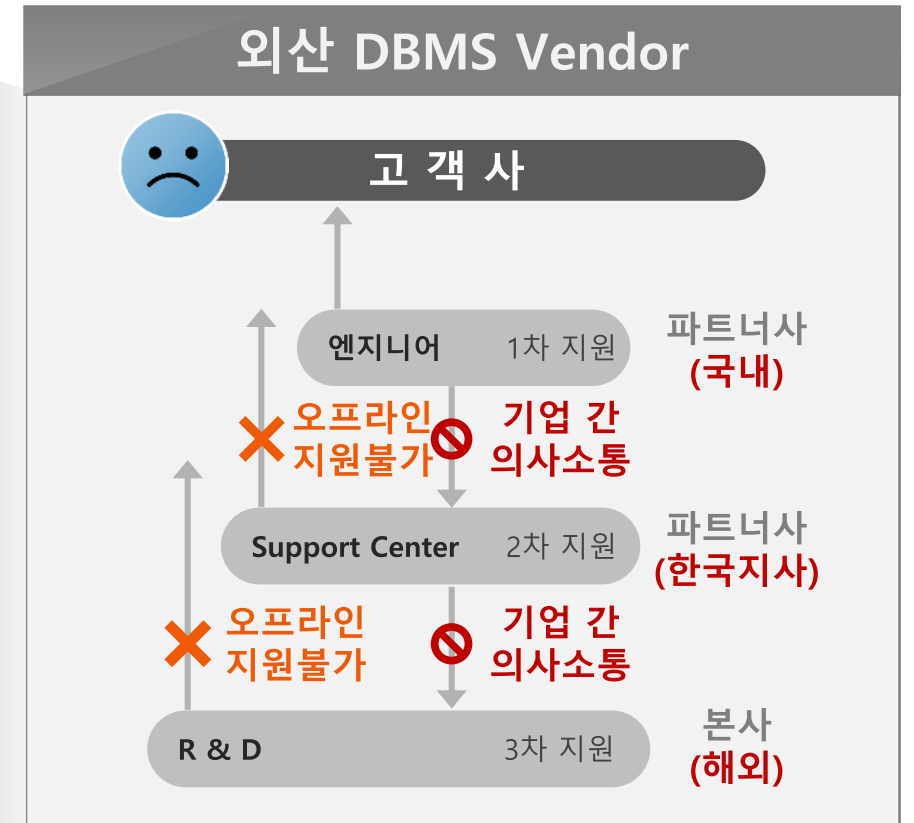 외산 DBMS Vendor
고 객 사
엔지니어 1차 지원
파트너사
(국내)
오프라인
지원불가
기업 간
의사소통
Support Center 2차 지원
파트너사
(한국지사)
오프라인
지원불가
기업 간
의사소통
R & D 3차 지원
본사
(해외)